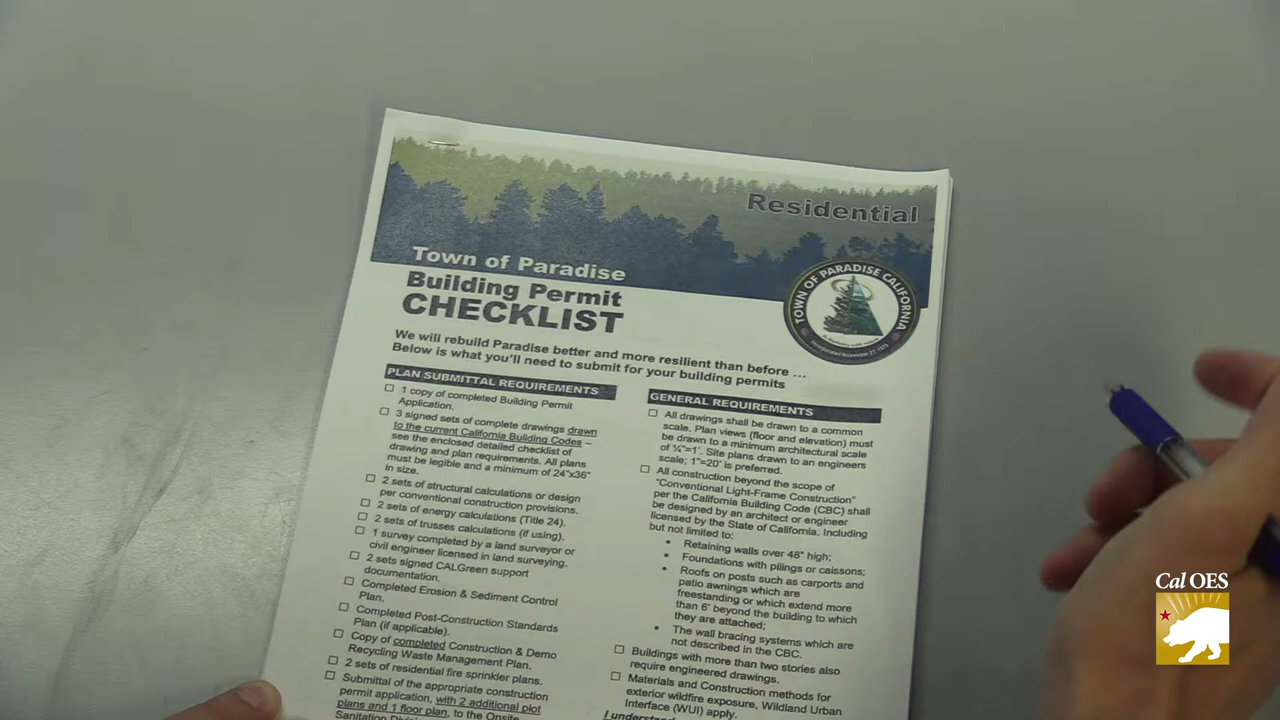 Residential
Town of Paradise
Building Permit
CHECKLIST
TOWN OF PARADISE CALIFORNIA
Incorporated November 27, 1979
We will rebuild Paradise better and more resilient than before ...
Below is what you'll need to submit for your building permits
PLAN SUBMITTAL REQUIREMENTS
1 copy of completed Building Permit
Application.
3 signed sets of complete drawings drawn
to the current California Building Codes –
see the enclosed detailed checklist of
drawing and plan requirements. All plans
must be legible and a minimum of 24"x36"
in size.
2 sets of structural calculations or design
per conventional construction provisions.
2 sets of energy calculations (Title 24).
2 sets of trusses calculations (if using).
1 survey completed by a land surveyor or
civil engineer licensed in land surveying.
2 sets signed CALGreen support
documentation.
Completed Erosion & Sediment Control
Plan.
Completed Post-Construction Standards
Plan (if applicable).
Copy of completed Construction & Demo
Recycling Waste Management Plan.
2 sets of residential fire sprinkler plans.
Submittal of the appropriate construction
permit application, with 2 additional plot
plans and 1 floor plan, to the Onsite
Sanitation
GENERAL REQUIREMENTS
All drawings shall be drawn to a common
scale. Plan views (floor and elevation) must
be drawn to a minimum architectural scale
of ¼"=1'. Site plans drawn to an engineers
scale; 1"=20' is preferred.
All construction beyond the scope of
"Conventional Light-Frame Construction"
per the California Building Code (CBC) shall
be designed by an architect or engineer
licensed by the State of California. Including
but not limited to:
• Retaining walls over 48" high;
• Foundations with pilings or caissons;
• Roofs on posts such as carports and
patio awnings which are
freestanding or which extend more
than 6' beyond the building to which
they are attached;
• The wall bracing systems which are
not described in the CBC.
Buildings with more than two stories also
require engineered drawings.
Materials and Construction methods for
exterior wildfire exposure, Wildland Urban
Interface (WUI) apply.
I understand
Cal OES